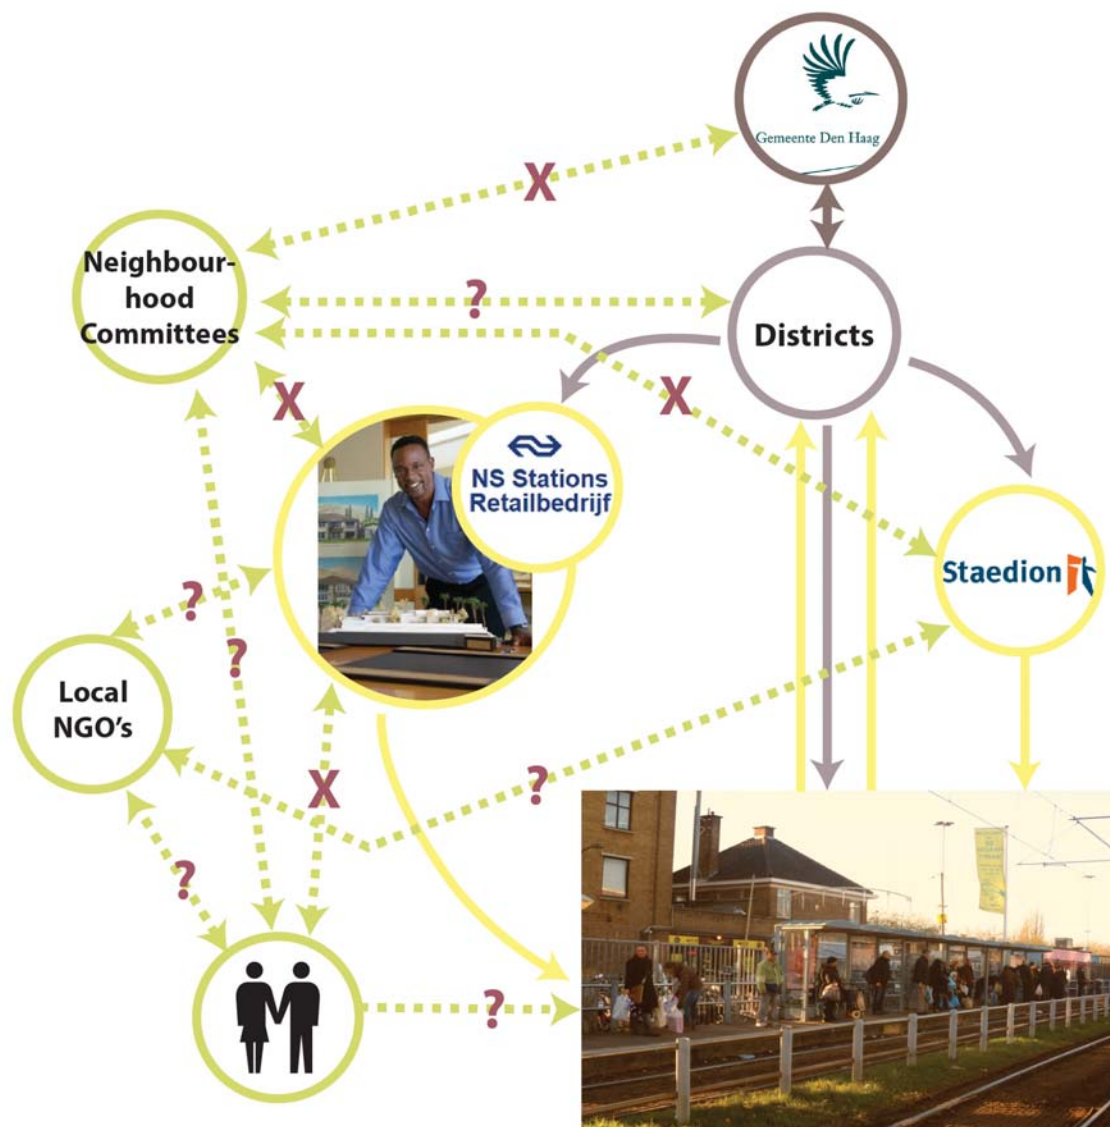 Gemeente Den Haag
X
Neighbour-
hood
Committees
?
Districts
X
X
NS Stations
Retailbedrijf
Staedion
?
?
Local
NGO's
?
X
?
?